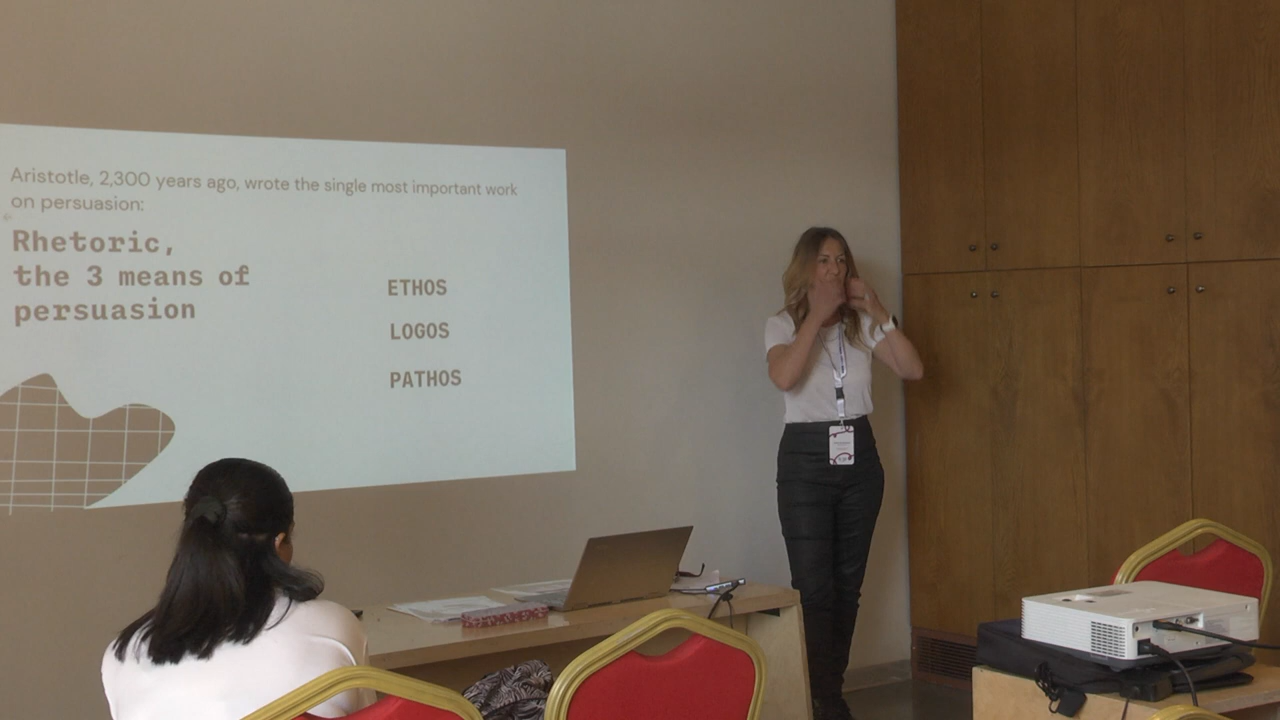 Aristotle, 2,300 years ago, wrote the single most important work
on persuasion:
Rhetoric,
the 3 means of
persuasion
ETHOS
LOGOS
PATHOS